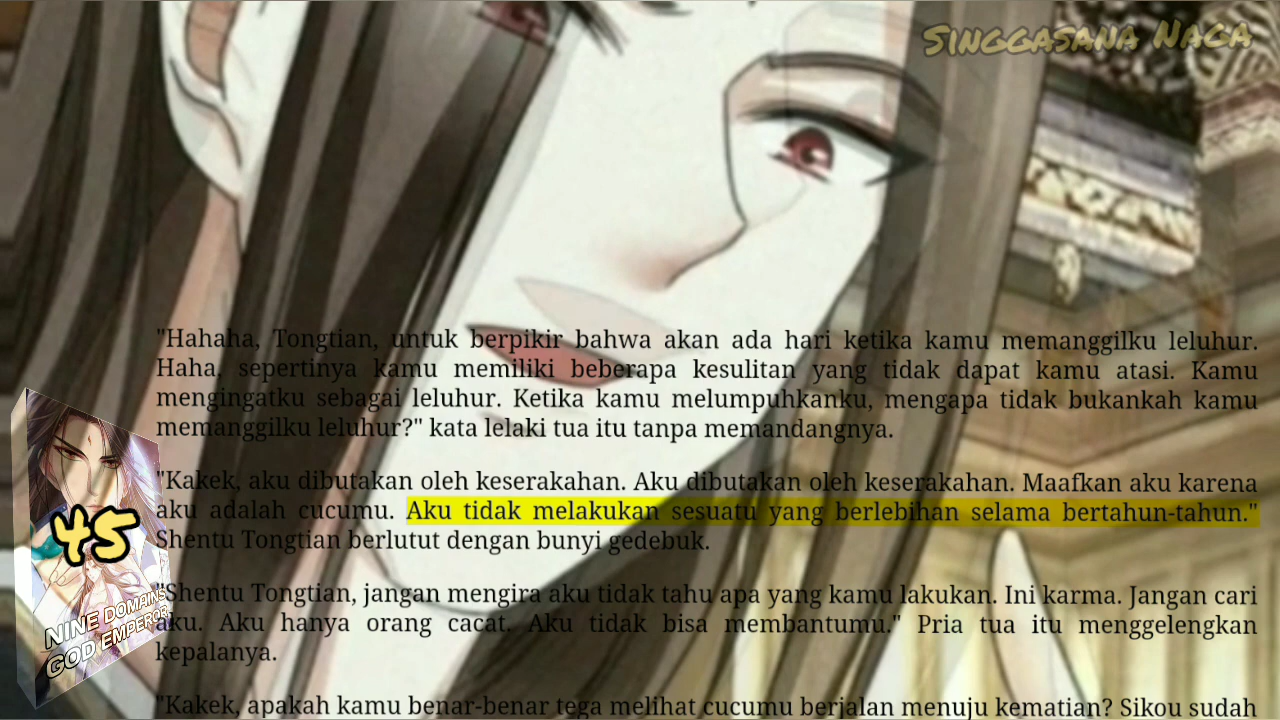 Singgasana Naga
"Hahaha, Tongtian, untuk berpikir bahwa akan ada hari ketika kamu memanggilku leluhur.
Haha, sepertinya kamu memiliki beberapa kesulitan yang tidak dapat kamu atasi. Kamu
mengingatku sebagai leluhur. Ketika kamu melumpuhkanku, mengapa tidak bukankah kamu
memanggilku leluhur?" kata lelaki tua itu tanpa memandangnya.
"Kakek, aku dibutakan oleh keserakahan. Aku dibutakan oleh keserakahan. Maafkan aku karena
aku adalah cucumu. Aku tidak melakukan sesuatu yang berlebihan selama bertahun-tahun."
Shentu Tongtian berlutut dengan bunyi gedebuk.
"Shentu Tongtian, jangan mengira aku tidak tahu apa yang kamu lakukan. Ini karma. Jangan cari
aku. Aku hanya orang cacat. Aku tidak bisa membantumu." Pria tua itu menggelengkan
kepalanya.
"Kakek, apakah kamu benar-benar tega melihat cucumu berjalan menuju kematian? Sikou sudah
45
NINE DOMAINS
GOD EMPEROR